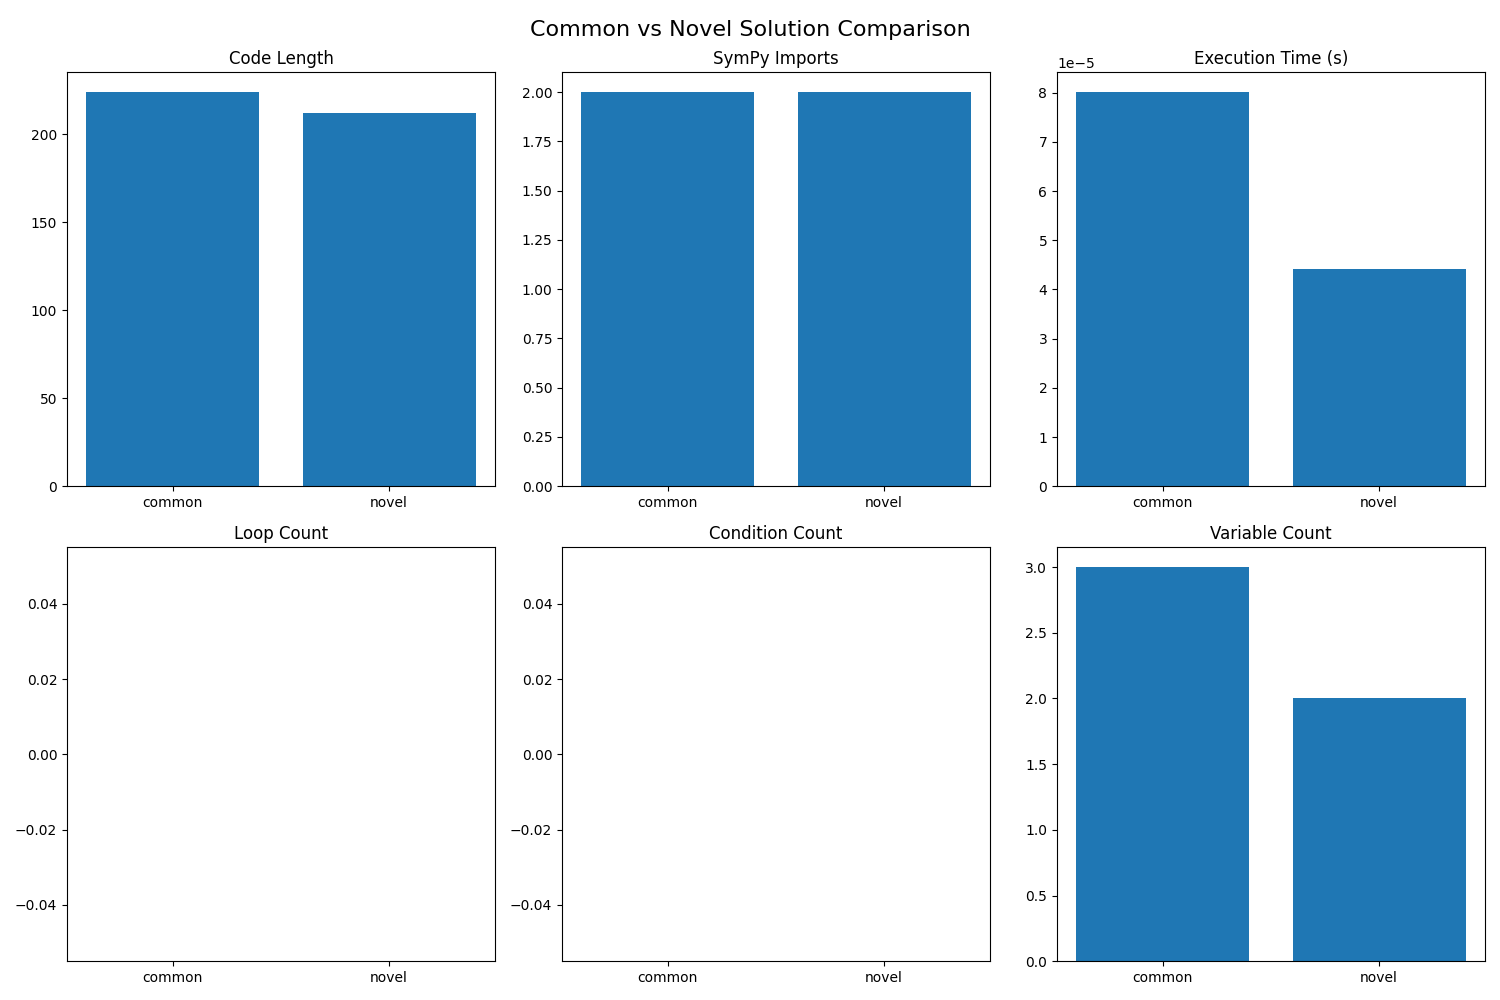 Common vs Novel Solution Comparison
Code Length
200
150
100
50
0
common novel
SymPy Imports
2.00
1.75
1.50
1.25
1.00
0.75
0.50
0.25
0.00
common novel
Execution Time (s)
1e−5
8
7
6
5
4
3
2
1
0
common novel
Loop Count
0.04
0.02
0.00
−0.02
−0.04
common novel
Condition Count
0.04
0.02
0.00
−0.02
−0.04
common novel
Variable Count
3.0
2.5
2.0
1.5
1.0
0.5
0.0
common novel